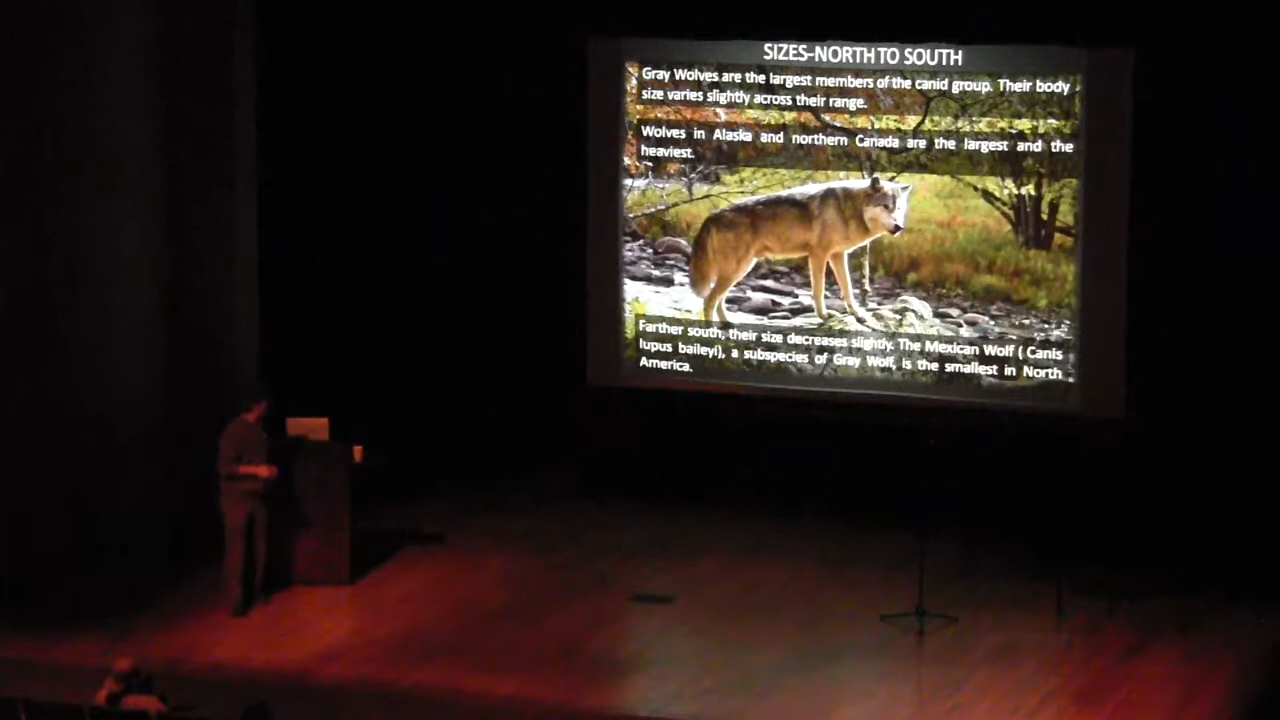 SIZES-NORTH TO SOUTH
Gray Wolves are the largest members of the canid group. Their body
size varies slightly across their range.
Wolves in Alaska and northern Canada are the largest and the
heaviest.
Farther south, their size decreases slightly. The Mexican Wolf ( Canis
lupus baileyi), a subspecies of Gray Wolf, is the smallest in North
America.